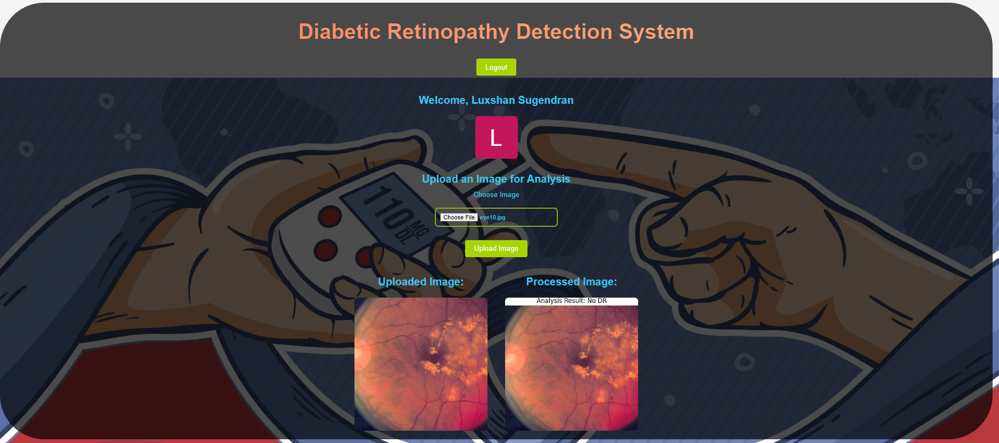 Diabetic Retinopathy Detection System
Logout
Welcome, Luxshan Sugendran
L
Upload an Image for Analysis
Choose Image
Choose File eye10.jpg
110 MG
DL
Upload Image
Uploaded Image:
Processed Image:
Analysis Result: No DR